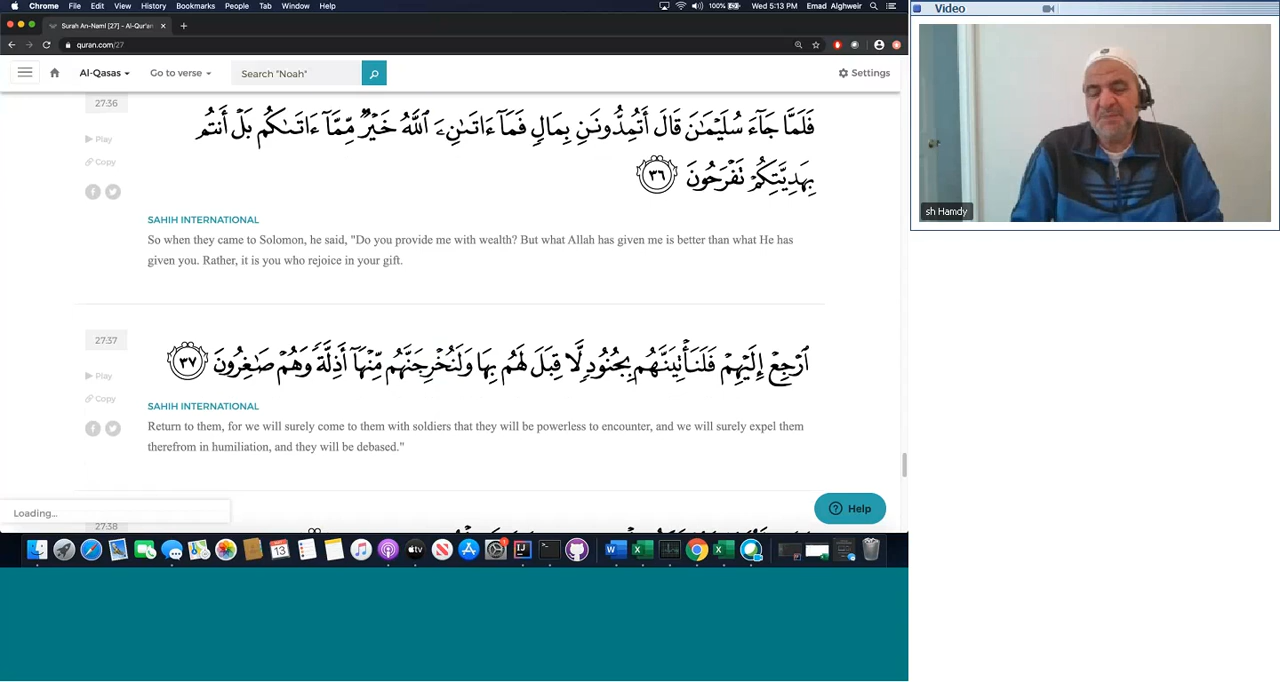 Chrome File Edit View History Bookmarks People Tab Window Help 100% Wed 5:13 PM Emad Alghweir
Surah An-Naml [27] - Al-Qur'an
quran.com/27
Al-Qasas Go to verse Search "Noah" Settings
27:36
فَلَمَّا جَآءَ سُلَيْمَٰنَ قَالَ أَتُمِدُّونَنِ بِمَالٍ فَمَآ ءَاتَىٰنِۦَ ٱللَّهُ خَيْرٌ مِّمَّآ ءَاتَىٰكُم بَلْ أَنتُم
Play
Copy
بِهَدِيَّتِكُمْ تَفْرَحُونَ ٣٦
SAHIH INTERNATIONAL
So when they came to Solomon, he said, "Do you provide me with wealth? But what Allah has given me is better than what He has
given you. Rather, it is you who rejoice in your gift.
27:37
ٱرْجِعْ إِلَيْهِمْ فَلَنَأْتِيَنَّهُم بِجُنُودٍ لَّا قِبَلَ لَهُم بِهَا وَلَنُخْرِجَنَّهُم مِّنْهَآ أَذِلَّةً وَهُمْ صَٰغِرُونَ ٣٧
Play
Copy
SAHIH INTERNATIONAL
Return to them, for we will surely come to them with soldiers that they will be powerless to encounter, and we will surely expel them
therefrom in humiliation, and they will be debased."
Loading...
Help
27:38
Video
sh Hamdy